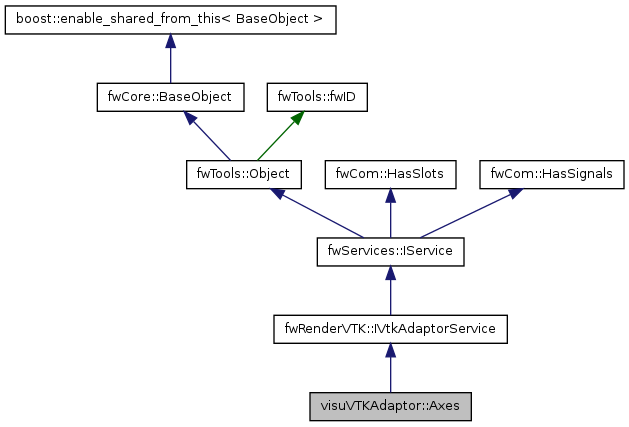 boost::enable_shared_from_this< BaseObject >
fwCore::BaseObject
fwTools::fwID
fwTools::Object
fwCom::HasSlots
fwCom::HasSignals
fwServices::IService
fwRenderVTK::IVtkAdaptorService
visuVTKAdaptor::Axes